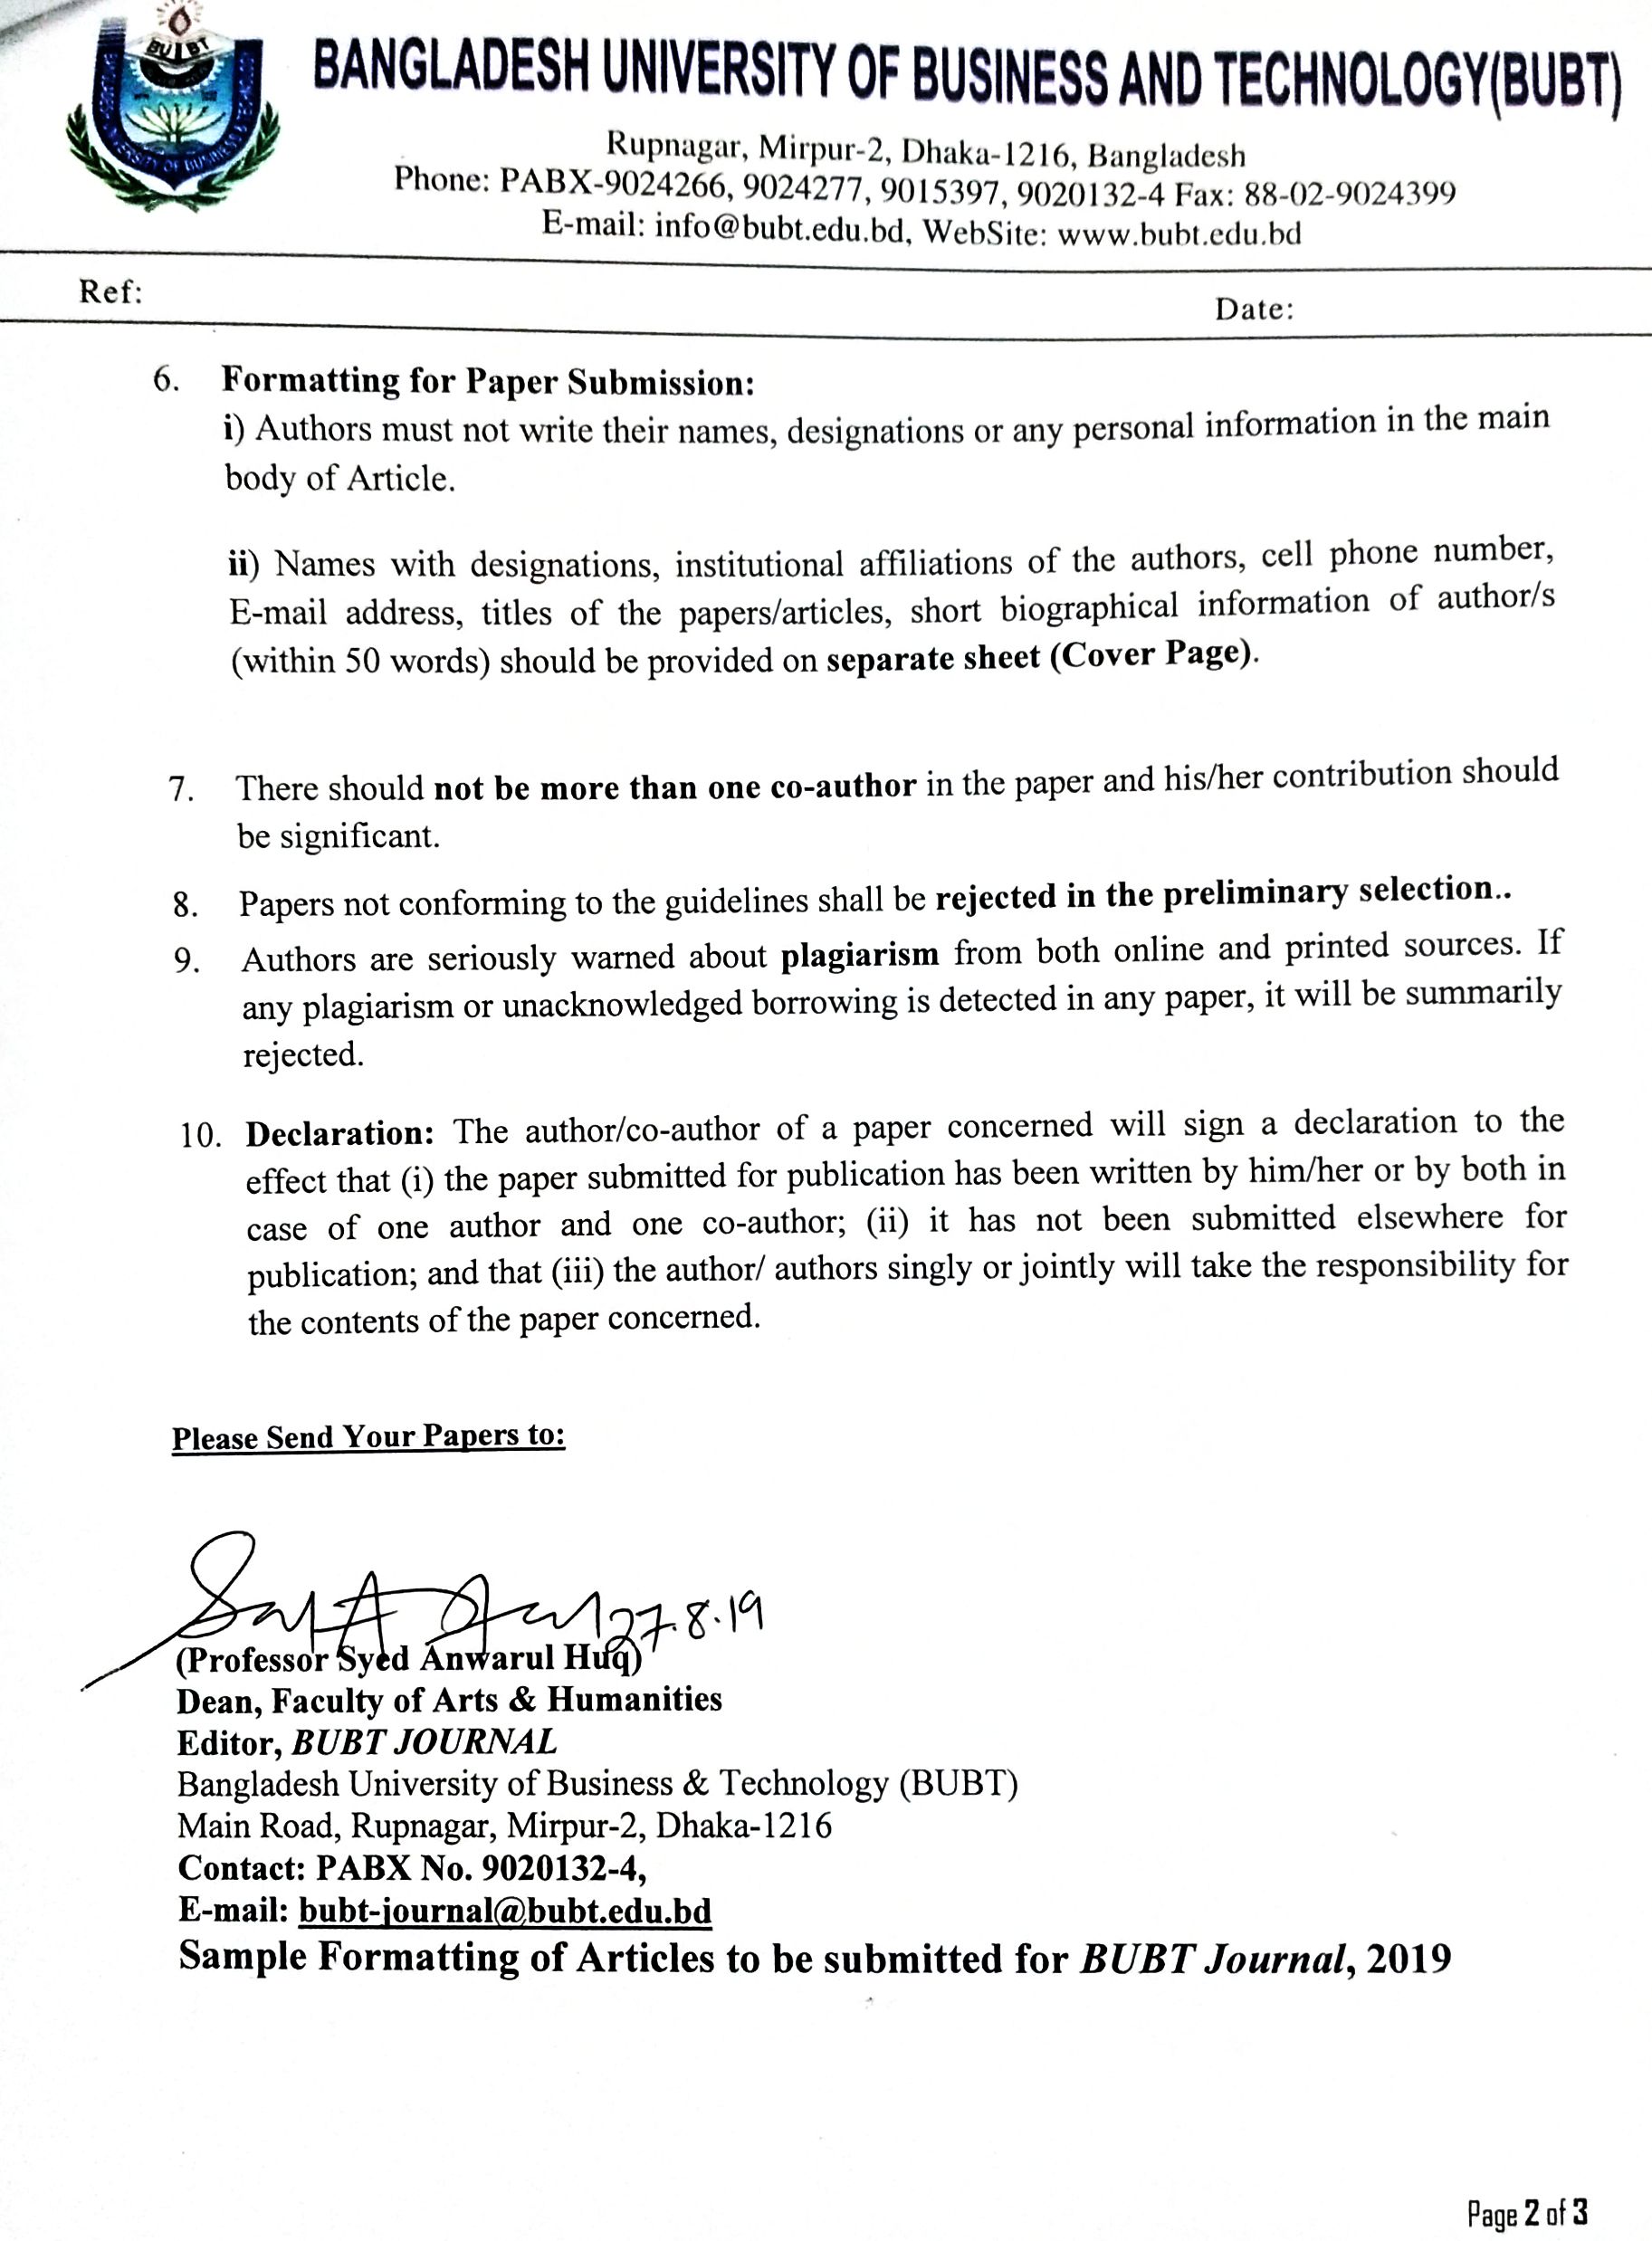 BUBT
BANGLADESH UNIVERSITY OF BUSINESS AND TECHNOLOGY(BUBT)
Rupnagar, Mirpur-2, Dhaka-1216, Bangladesh
Phone: PABX-9024266, 9024277, 9015397, 9020132-4 Fax: 88-02-9024399
E-mail: info@bubt.edu.bd, WebSite: www.bubt.edu.bd
Ref:
Date:
6. Formatting for Paper Submission:
i) Authors must not write their names, designations or any personal information in the main
body of Article.
ii) Names with designations, institutional affiliations of the authors, cell phone number,
E-mail address, titles of the papers/articles, short biographical information of author/s
(within 50 words) should be provided on separate sheet (Cover Page).
7. There should not be more than one co-author in the paper and his/her contribution should
be significant.
8. Papers not conforming to the guidelines shall be rejected in the preliminary selection..
9. Authors are seriously warned about plagiarism from both online and printed sources. If
any plagiarism or unacknowledged borrowing is detected in any paper, it will be summarily
rejected.
10. Declaration: The author/co-author of a paper concerned will sign a declaration to the
effect that (i) the paper submitted for publication has been written by him/her or by both in
case of one author and one co-author; (ii) it has not been submitted elsewhere for
publication; and that (iii) the author/ authors singly or jointly will take the responsibility for
the contents of the paper concerned.
Please Send Your Papers to:
27.8.19
(Professor Syed Anwarul Huq)
Dean, Faculty of Arts & Humanities
Editor, BUBT JOURNAL
Bangladesh University of Business & Technology (BUBT)
Main Road, Rupnagar, Mirpur-2, Dhaka-1216
Contact: PABX No. 9020132-4,
E-mail: bubt-journal@bubt.edu.bd
Sample Formatting of Articles to be submitted for BUBT Journal, 2019
Page 2 of 3